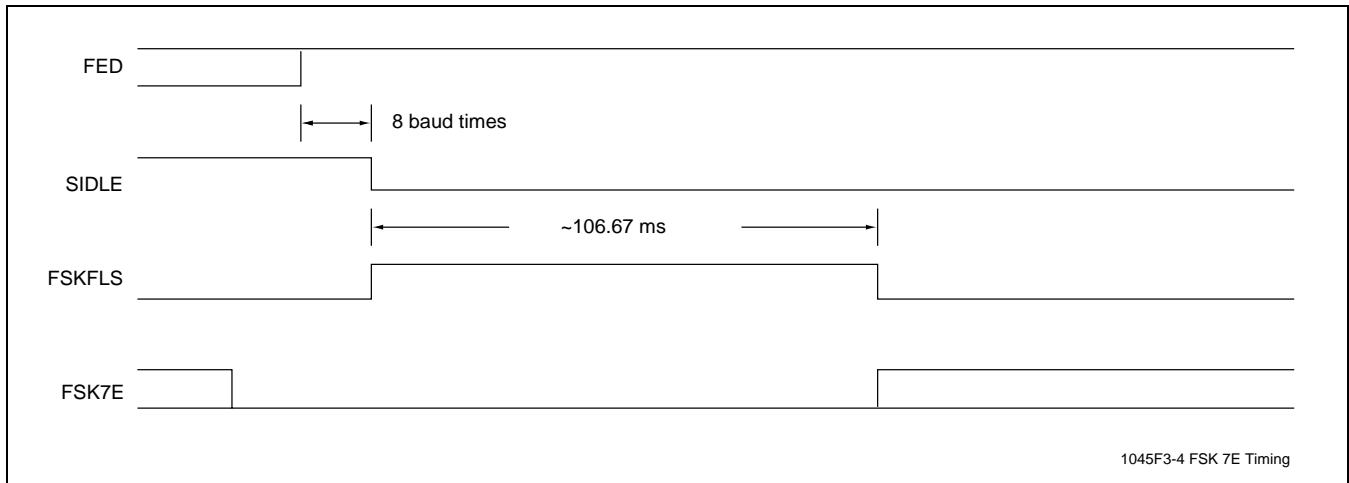 FED
8 baud times
SIDLE
~106.67 ms
FSKFLS
FSK7E
1045F3-4 FSK 7E Timing